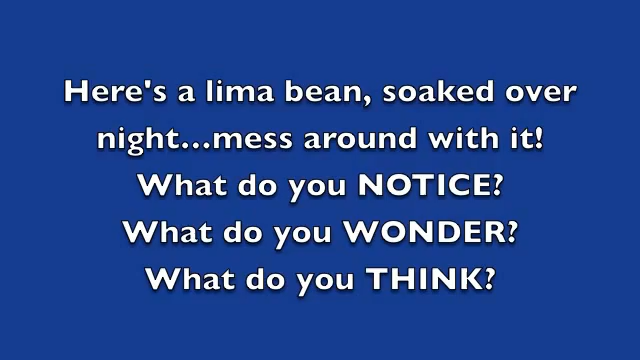 Here's a lima bean, soaked over
night...mess around with it!
What do you NOTICE?
What do you WONDER?
What do you THINK?